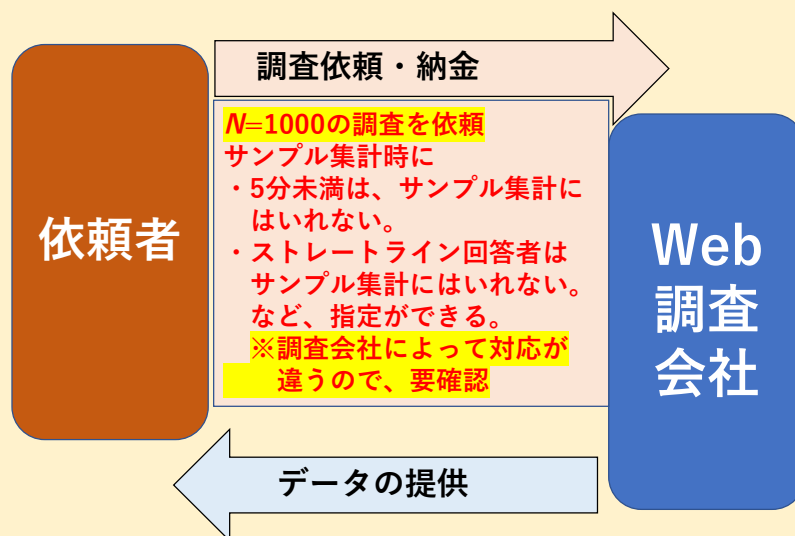 調査依頼・納金
N=1000の調査を依頼
サンプル集計時に
・5分未満は、サンプル集計に
はいれない。
・ストレートライン回答者は
サンプル集計にはいれない。
など、指定ができる。
※調査会社によって対応が
違うので、要確認
依頼者
Web
調査
会社
データの提供